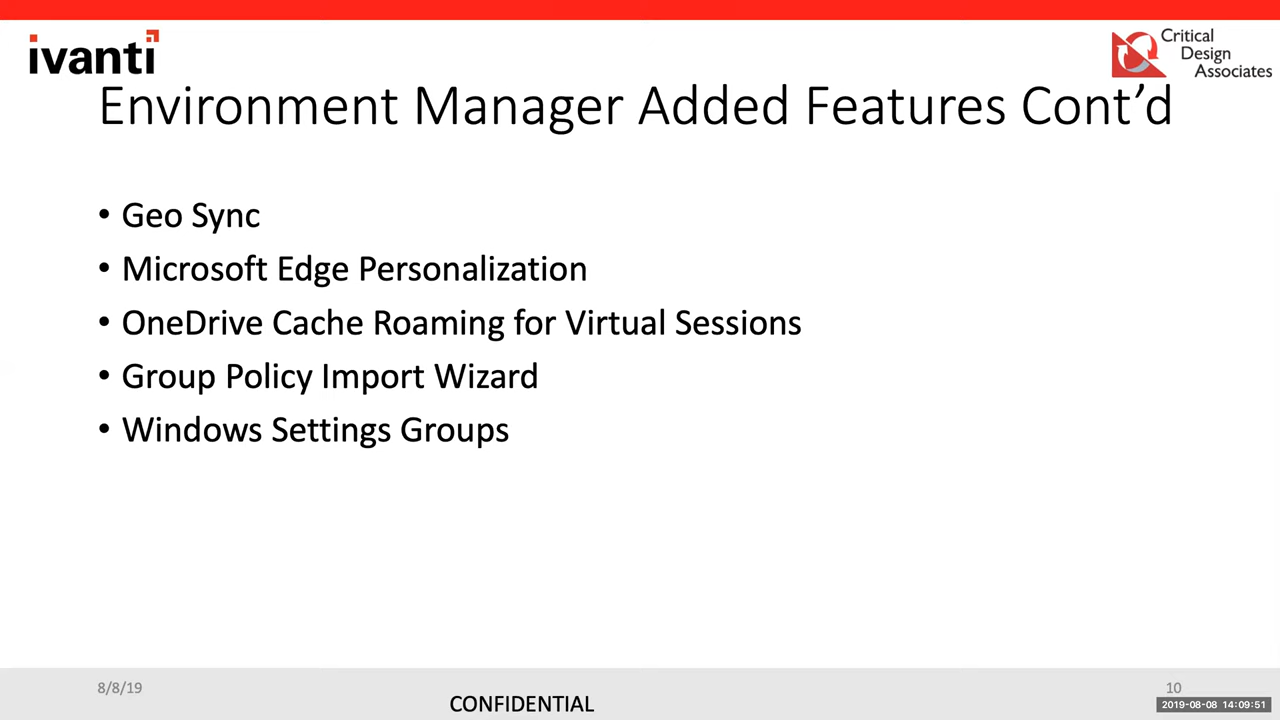 ivanti
Critical
Design
Associates
Environment Manager Added Features Cont’d
• Geo Sync
• Microsoft Edge Personalization
• OneDrive Cache Roaming for Virtual Sessions
• Group Policy Import Wizard
• Windows Settings Groups
8/8/19
CONFIDENTIAL
10
2019-08-08 14:09:51